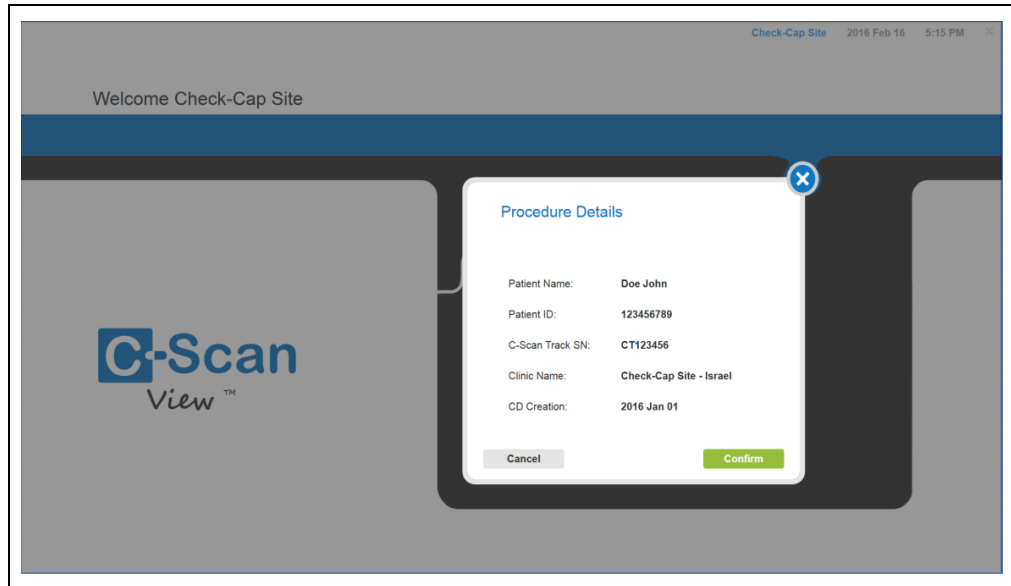 Check-Cap Site 2016 Feb 16 5:15 PM
Welcome Check-Cap Site
Procedure Details
Patient Name: Doe John
Patient ID: 123456789
C-Scan Track SN: CT123456
Clinic Name: Check-Cap Site - Israel
CD Creation: 2016 Jan 01
Cancel Confirm
C-Scan
View ™